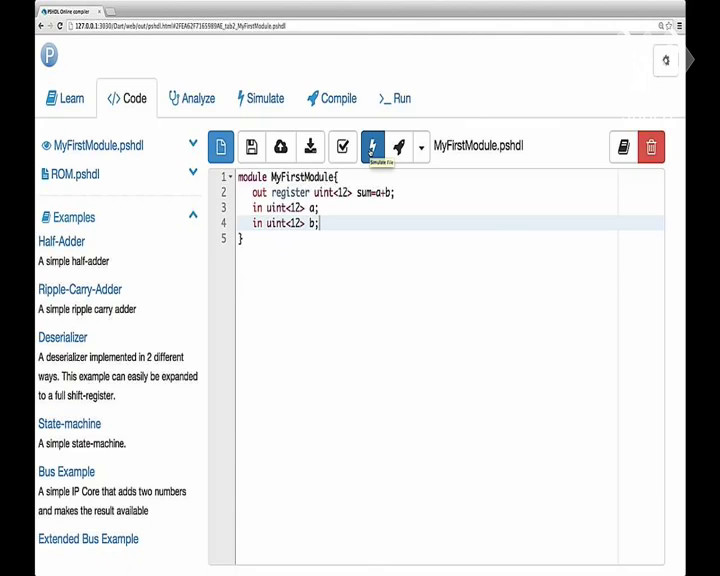 PSHDL Online compiler
127.0.0.1:3030/Dart/web/out/pshdl.html#2FEA62F7165989AE_tab2_MyFirstModule.pshdl
P
Learn
</> Code
Analyze
Simulate
Compile
>_ Run
MyFirstModule.pshdl
ROM.pshdl
Examples
Half-Adder
A simple half-adder
Ripple-Carry-Adder
A simple ripple carry adder
Deserializer
A deserializer implemented in 2 different
ways. This example can easily be expanded
to a full shift-register.
State-machine
A simple state-machine.
Bus Example
A simple IP Core that adds two numbers
and makes the result available
Extended Bus Example
MyFirstModule.pshdl
Simulate File
1 module MyFirstModule{
2 out register uint<12> sum=a+b;
3 in uint<12> a;
4 in uint<12> b;
5 }